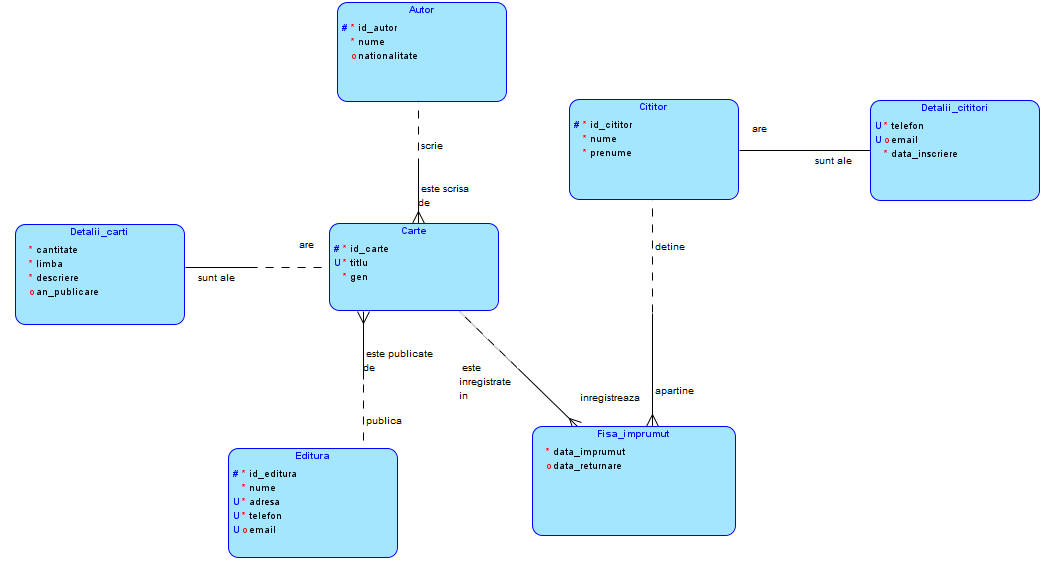 Autor
# * id_autor
* nume
o nationalitate
scrie
este scrisa
de
Cititor
# * id_cititor
* nume
* prenume
are
sunt ale
Detalii_cititori
U * telefon
U o email
* data_inscriere
Detalii_carti
* cantitate
* limba
* descriere
o an_publicare
are
sunt ale
Carte
# * id_carte
U * titlu
* gen
detine
apartine
este publicate
de
publica
este
inregistrate
in
inregistreaza
Editura
# * id_editura
* nume
U * adresa
U * telefon
U o email
Fisa_imprumut
* data_imprumut
o data_returnare